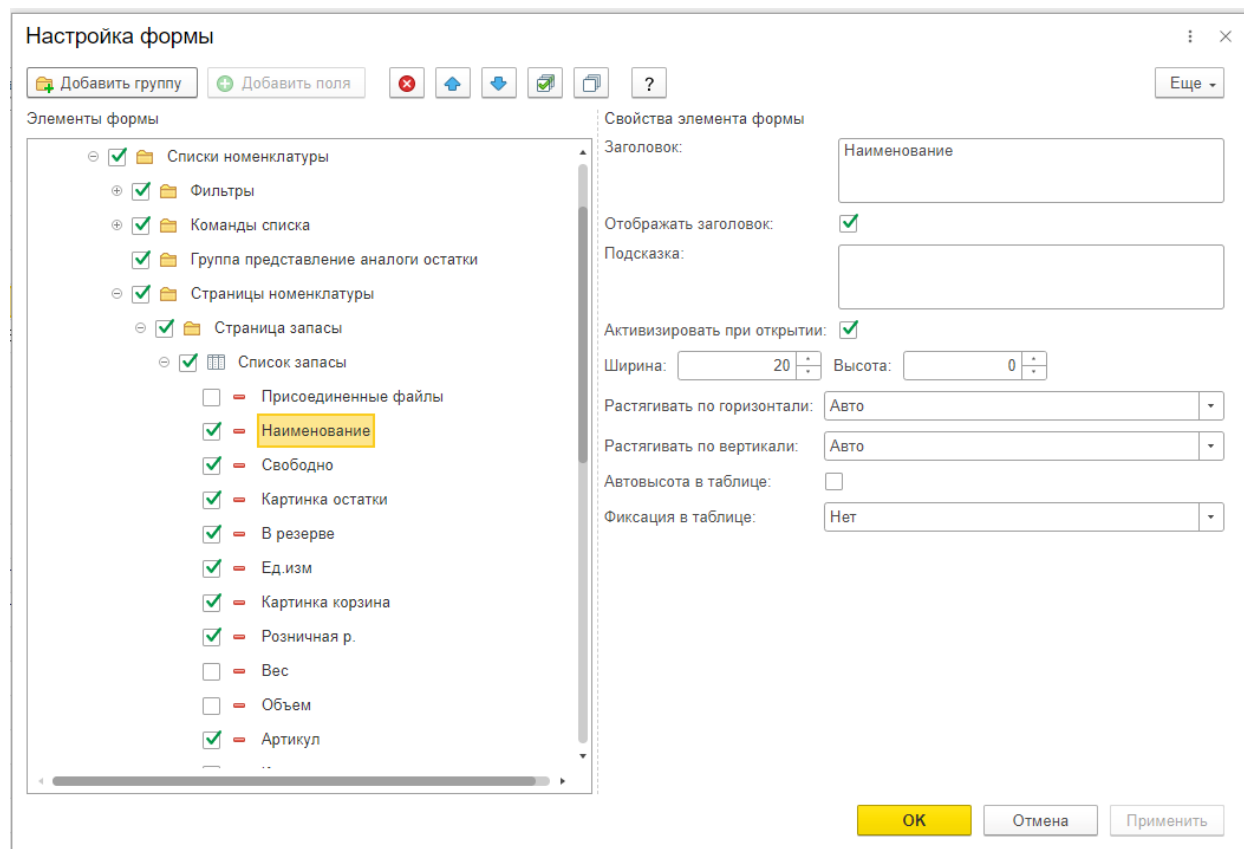 Настройка формы
Добавить группу
Добавить поля
?
Еще
Элементы формы
Списки номенклатуры
Фильтры
Команды списка
Группа представление аналоги остатки
Страницы номенклатуры
Страница запасы
Список запасы
Присоединенные файлы
Наименование
Свободно
Картинка остатки
В резерве
Ед.изм
Картинка корзина
Розничная р.
Вес
Объем
Артикул
Свойства элемента формы
Заголовок: Наименование
Отображать заголовок:
Подсказка:
Активизировать при открытии:
Ширина: 20 Высота: 0
Растягивать по горизонтали: Авто
Растягивать по вертикали: Авто
Автовысота в таблице:
Фиксация в таблице: Нет
ОК Отмена Применить